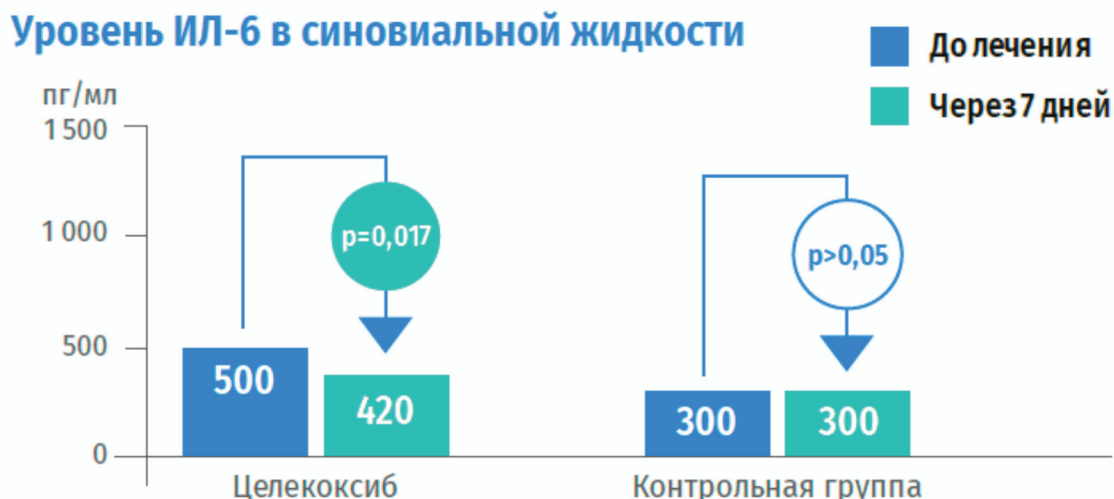 Уровень ИЛ-6 в синовиальной жидкости
До лечения
Через 7 дней
пг/мл
1 500
1 000
500
0
p=0,017
p>0,05
500
420
300
300
Целекоксиб
Контрольная группа